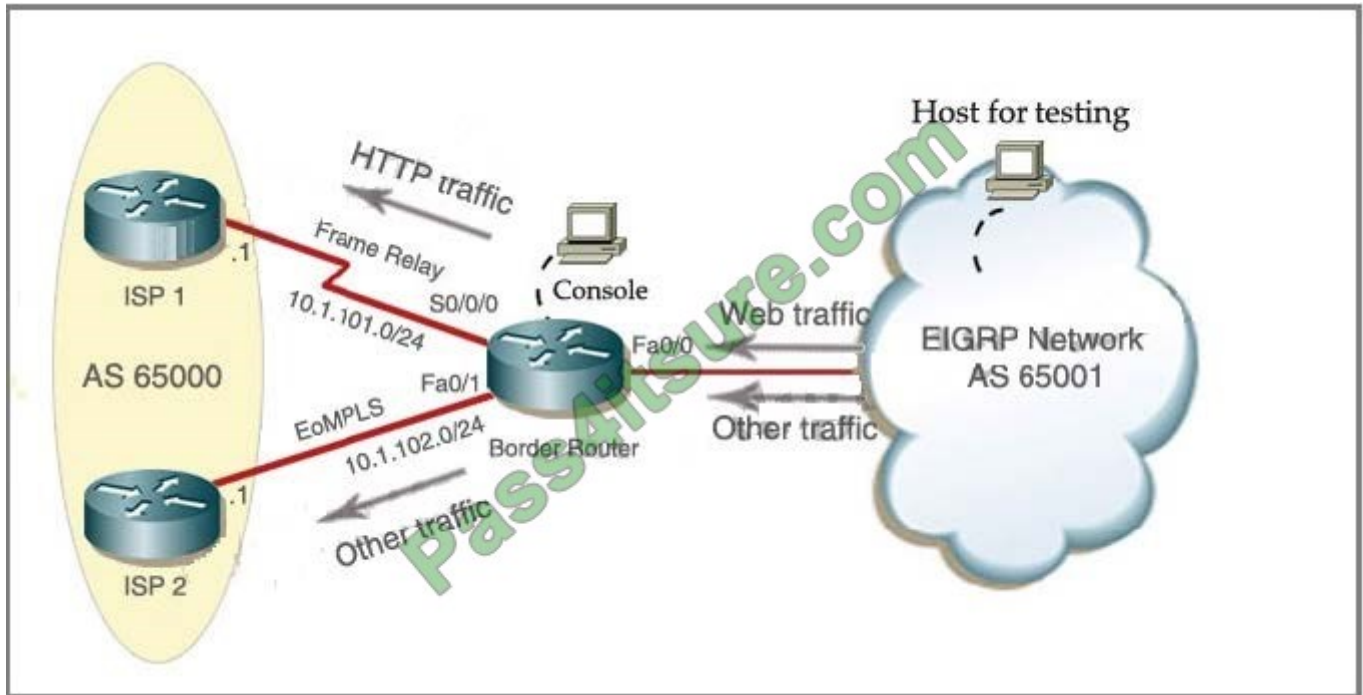 Host for testing
HTTP traffic
Frame Relay
.1
ISP 1
10.1.101.0/24
S0/0/0
Console
Web traffic
Fa0/0
EIGRP Network
AS 65001
AS 65000
Fa0/1
EoMPLS
Other traffic
10.1.102.0/24
Border Router
.1
Other traffic
ISP 2
Pass4itsure.com